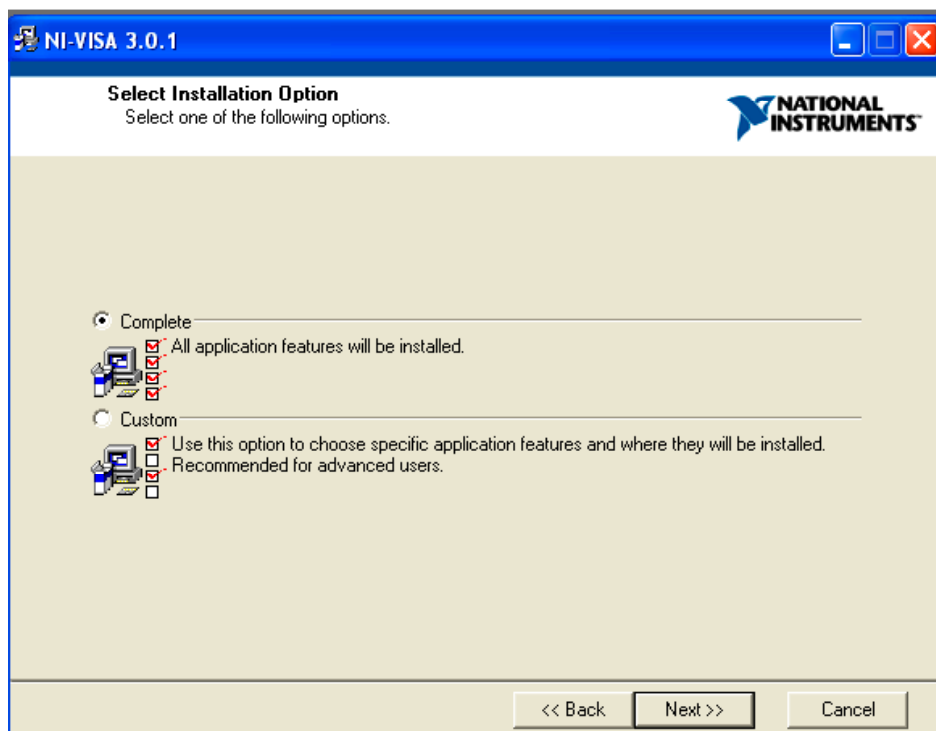 NI-VISA 3.0.1
Select Installation Option
Select one of the following options.
NATIONAL
INSTRUMENTS™
Complete
All application features will be installed.
Custom
Use this option to choose specific application features and where they will be installed.
Recommended for advanced users.
<< Back
Next >>
Cancel